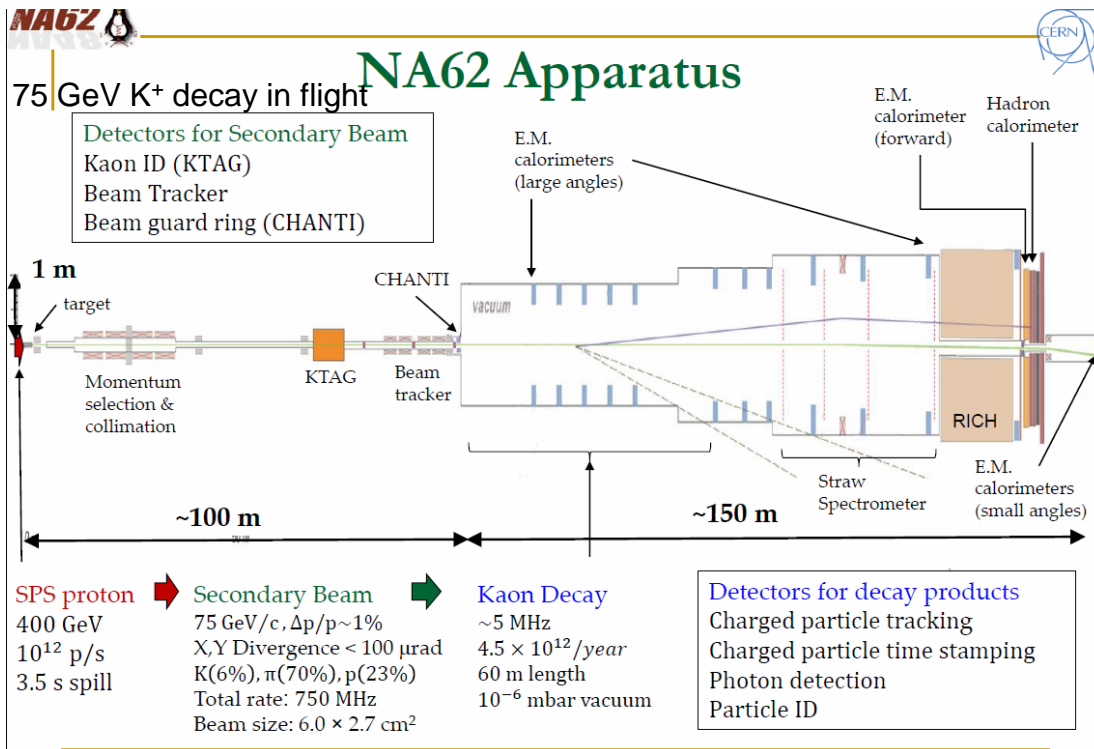 NA62
CERN
NA62 Apparatus
75 GeV K⁺ decay in flight
Detectors for Secondary Beam
Kaon ID (KTAG)
Beam Tracker
Beam guard ring (CHANTI)
E.M.
calorimeters
(large angles)
E.M.
calorimeter
(forward)
Hadron
calorimeter
1 m
target
CHANTI
vacuum
Momentum
selection &
collimation
KTAG
Beam
tracker
RICH
Straw
Spectrometer
E.M.
calorimeters
(small angles)
~100 m
~150 m
SPS proton
400 GeV
10¹² p/s
3.5 s spill
Secondary Beam
75 GeV/c, Δp/p~1%
X,Y Divergence < 100 μrad
K(6%), π(70%), p(23%)
Total rate: 750 MHz
Beam size: 6.0 × 2.7 cm²
Kaon Decay
~5 MHz
4.5 × 10¹²/year
60 m length
10⁻⁶ mbar vacuum
Detectors for decay products
Charged particle tracking
Charged particle time stamping
Photon detection
Particle ID